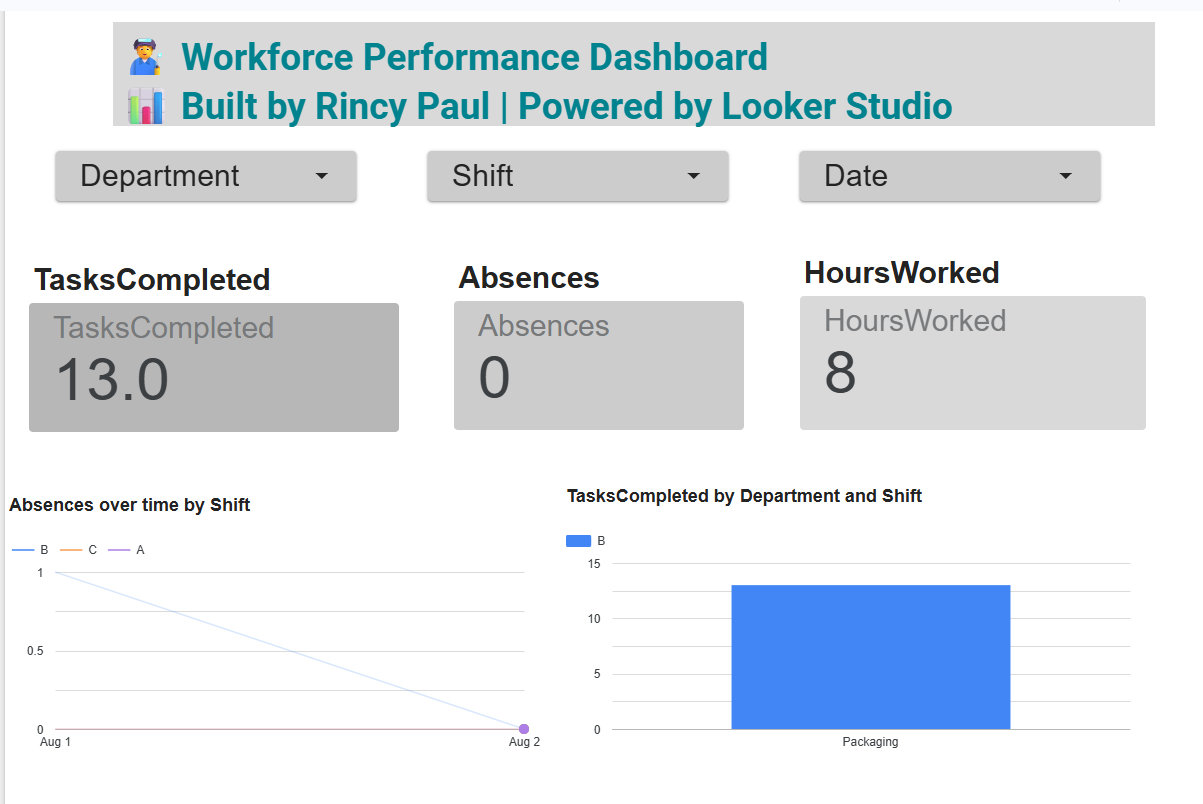 Workforce Performance Dashboard
Built by Rincy Paul | Powered by Looker Studio
Department
Shift
Date
TasksCompleted
TasksCompleted
13.0
Absences
Absences
0
HoursWorked
HoursWorked
8
Absences over time by Shift
B C A
1
0.5
0
Aug 1
Aug 2
TasksCompleted by Department and Shift
B
15
10
5
0
Packaging